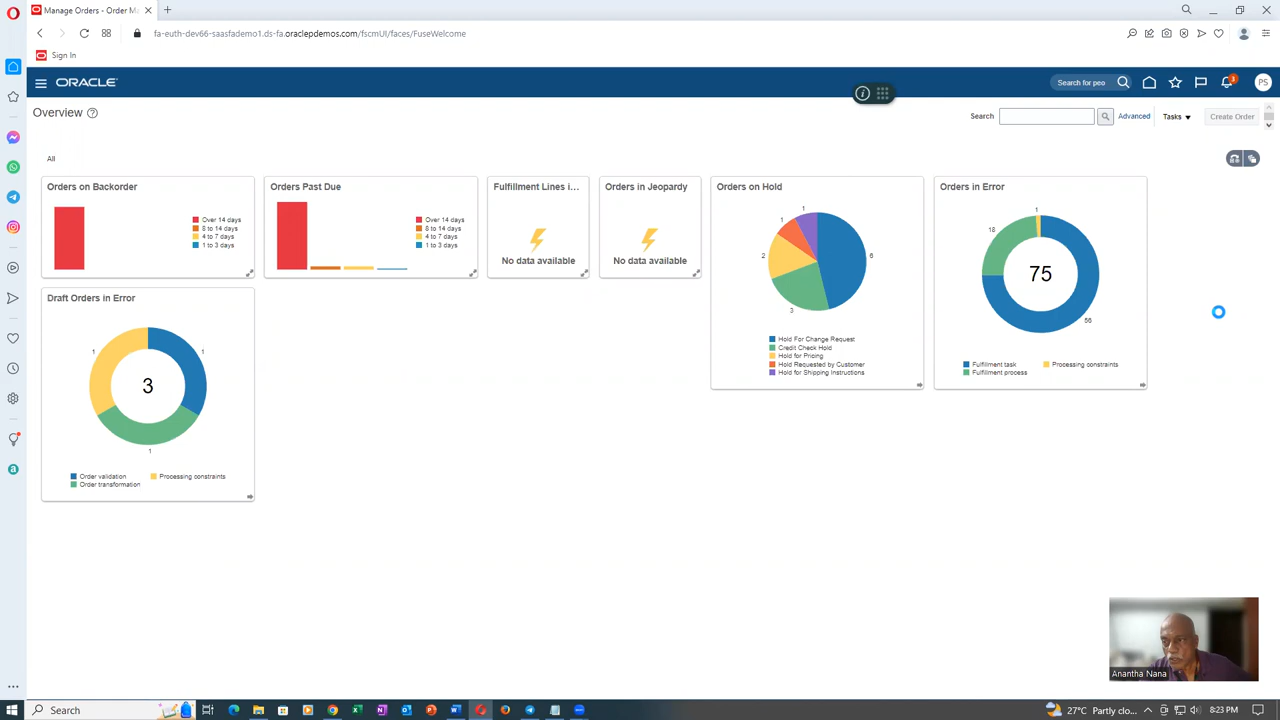 Manage Orders - Order Ma
fa-euth-dev66-saasfademo1.ds-fa.oraclepdemos.com/fscmUI/faces/FuseWelcome
Sign In
ORACLE
Search for peo
3
PS
Overview
Search
Advanced
Tasks
Create Order
All
Orders on Backorder
Over 14 days
8 to 14 days
4 to 7 days
1 to 3 days
Orders Past Due
Over 14 days
8 to 14 days
4 to 7 days
1 to 3 days
Fulfillment Lines i...
No data available
Orders in Jeopardy
No data available
Orders on Hold
1
1
2
6
3
Hold For Change Request
Credit Check Hold
Hold for Pricing
Hold Requested by Customer
Hold for Shipping Instructions
Orders in Error
1
18
75
56
Fulfillment task
Processing constraints
Fulfillment process
Draft Orders in Error
1
1
3
1
Order validation
Processing constraints
Order transformation
Anantha Nana
Search
27°C Partly clo...
8:23 PM